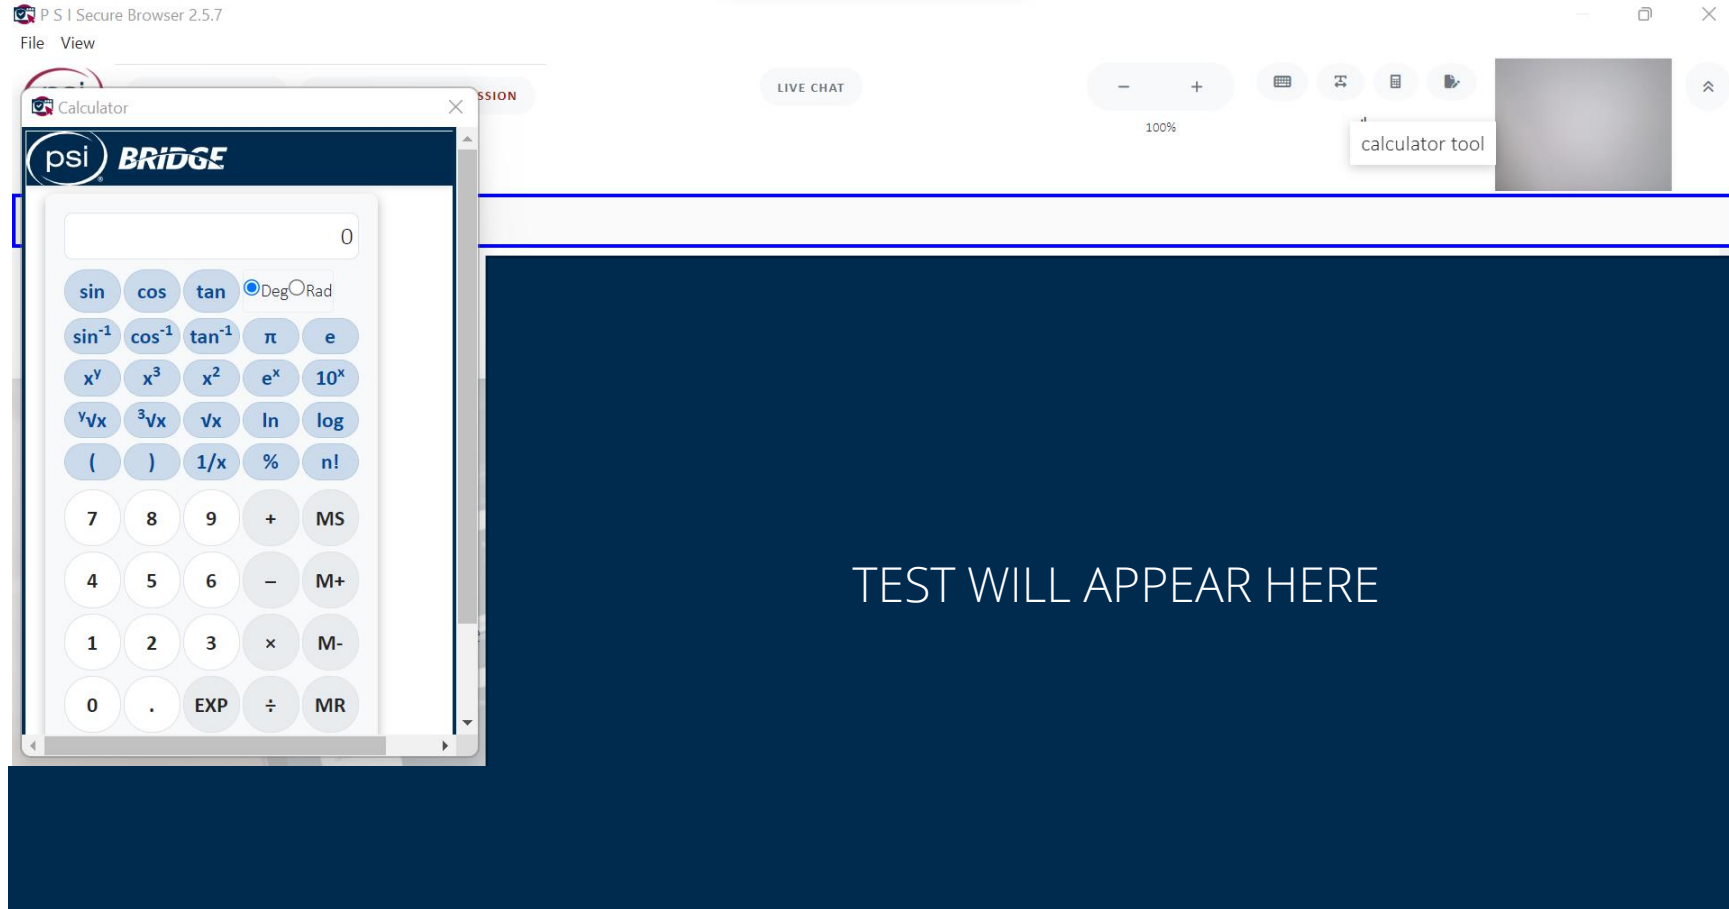 P S I Secure Browser 2.5.7
File View
SSION
LIVE CHAT
− +
100%
calculator tool
Calculator
psi BRIDGE
0
sin cos tan Deg Rad
sin⁻¹ cos⁻¹ tan⁻¹ π e
xʸ x³ x² eˣ 10ˣ
ʸ√x ³√x √x ln log
( ) 1/x % n!
7 8 9 + MS
4 5 6 – M+
1 2 3 × M-
0 . EXP ÷ MR
TEST WILL APPEAR HERE